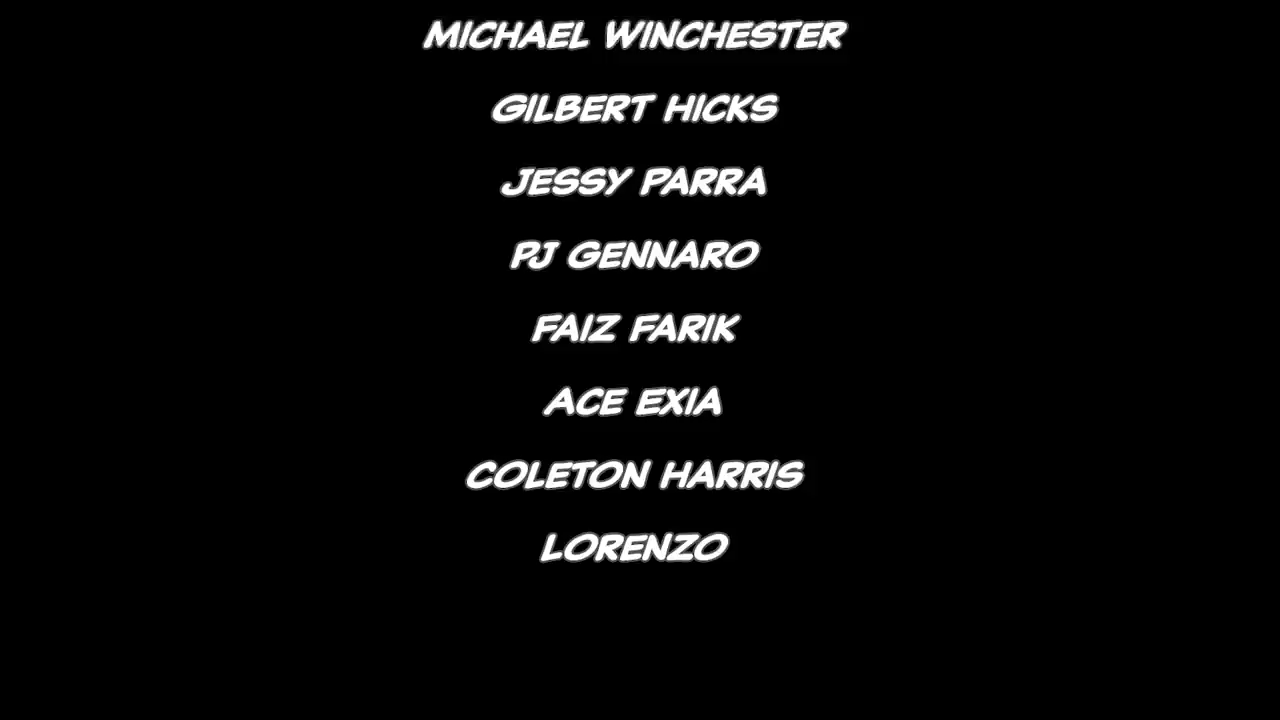 MICHAEL WINCHESTER
GILBERT HICKS
JESSY PARRA
PJ GENNARO
FAIZ FARIK
ACE EXIA
COLETON HARRIS
LORENZO